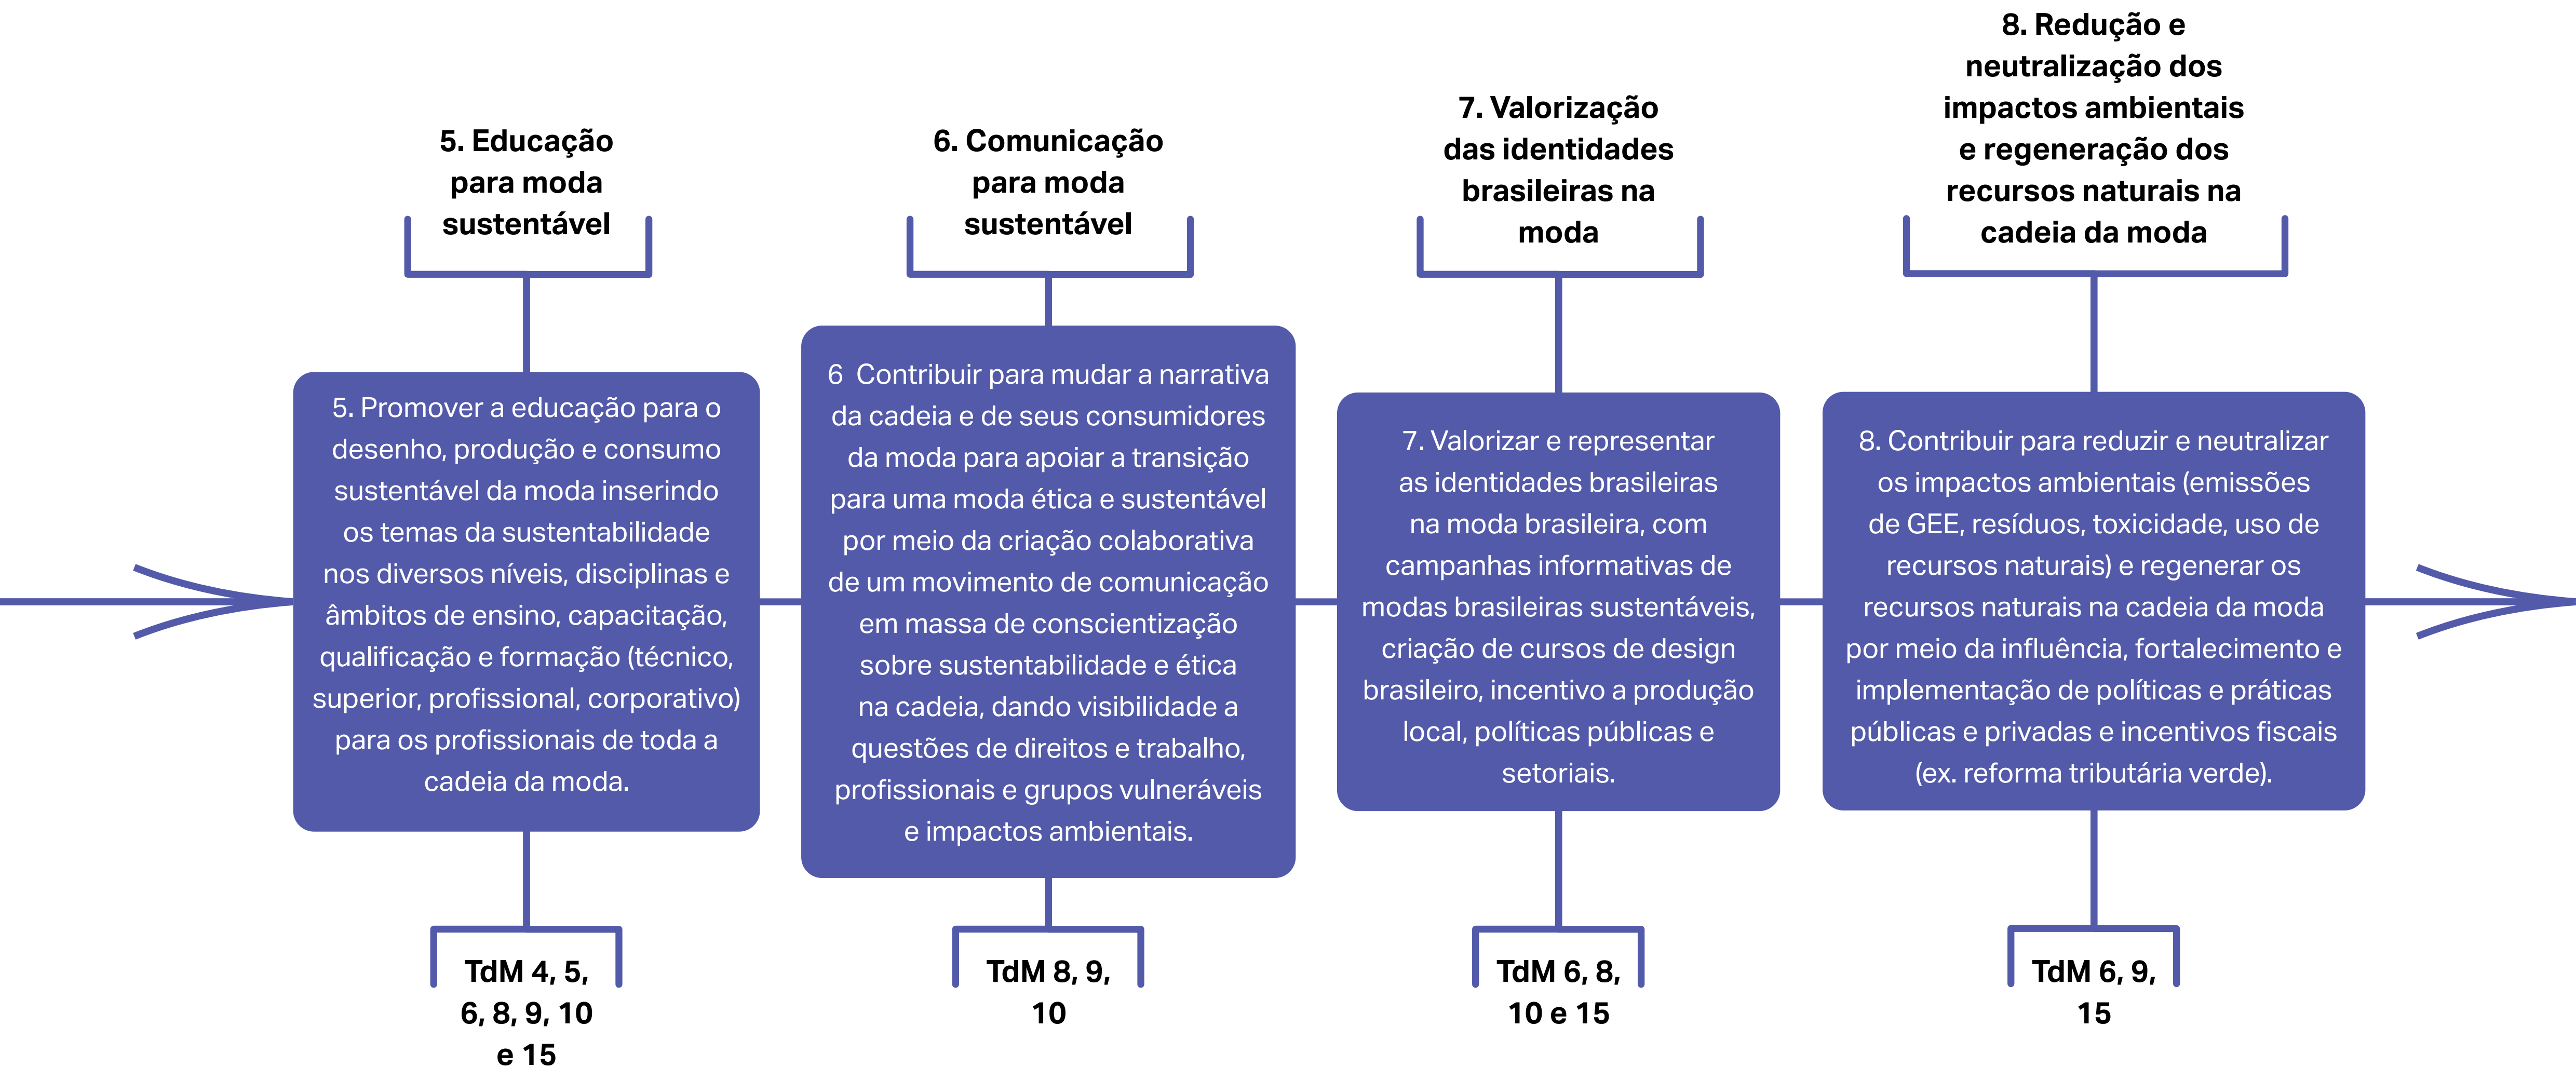 5. Educação
para moda
sustentável
5. Promover a educação para o
desenho, produção e consumo
sustentável da moda inserindo
os temas da sustentabilidade
nos diversos níveis, disciplinas e
âmbitos de ensino, capacitação,
qualificação e formação (técnico,
superior, profissional, corporativo)
para os profissionais de toda a
cadeia da moda.
TdM 4, 5,
6, 8, 9, 10
e 15
6. Comunicação
para moda
sustentável
6 Contribuir para mudar a narrativa
da cadeia e de seus consumidores
da moda para apoiar a transição
para uma moda ética e sustentável
por meio da criação colaborativa
de um movimento de comunicação
em massa de conscientização
sobre sustentabilidade e ética
na cadeia, dando visibilidade a
questões de direitos e trabalho,
profissionais e grupos vulneráveis
e impactos ambientais.
TdM 8, 9,
10
7. Valorização
das identidades
brasileiras na
moda
7. Valorizar e representar
as identidades brasileiras
na moda brasileira, com
campanhas informativas de
modas brasileiras sustentáveis,
criação de cursos de design
brasileiro, incentivo a produção
local, políticas públicas e
setoriais.
TdM 6, 8,
10 e 15
8. Redução e
neutralização dos
impactos ambientais
e regeneração dos
recursos naturais na
cadeia da moda
8. Contribuir para reduzir e neutralizar
os impactos ambientais (emissões
de GEE, resíduos, toxicidade, uso de
recursos naturais) e regenerar os
recursos naturais na cadeia da moda
por meio da influência, fortalecimento e
implementação de políticas e práticas
públicas e privadas e incentivos fiscais
(ex. reforma tributária verde).
TdM 6, 9,
15